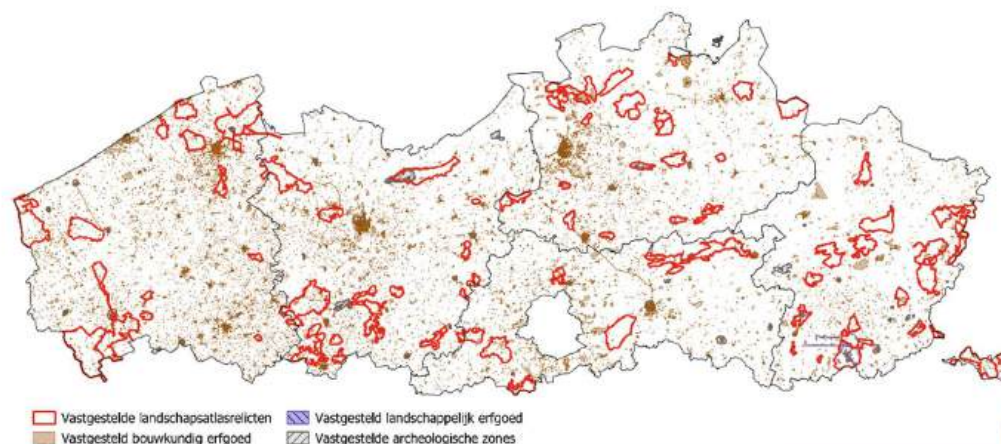 Vastgestelde landschapsatlasrelicten
Vastgesteld landschappelijk erfgoed
Vastgesteld bouwkundig erfgoed
Vastgestelde archeologische zones